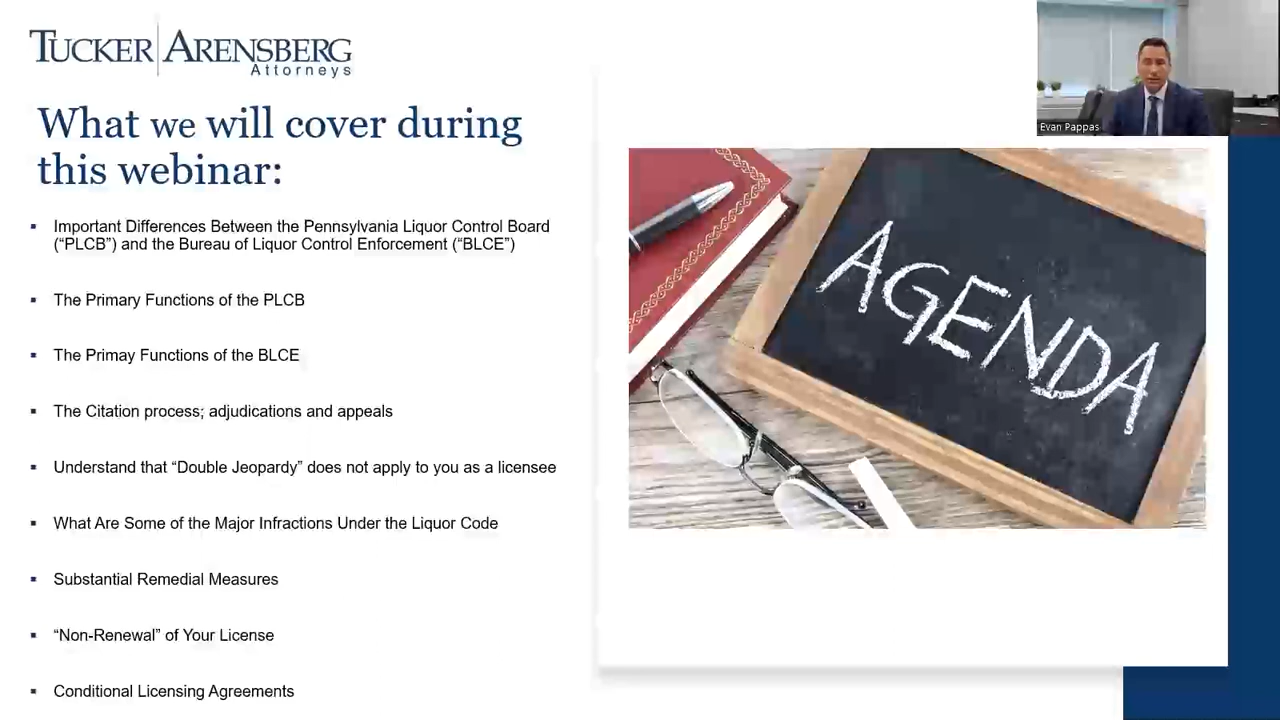 TUCKER ARENSBERG
Attorneys
What we will cover during
this webinar:
▪ Important Differences Between the Pennsylvania Liquor Control Board
(“PLCB”) and the Bureau of Liquor Control Enforcement (“BLCE”)
▪ The Primary Functions of the PLCB
▪ The Primay Functions of the BLCE
▪ The Citation process; adjudications and appeals
▪ Understand that “Double Jeopardy” does not apply to you as a licensee
▪ What Are Some of the Major Infractions Under the Liquor Code
▪ Substantial Remedial Measures
▪ “Non-Renewal” of Your License
▪ Conditional Licensing Agreements
Evan Pappas
AGENDA